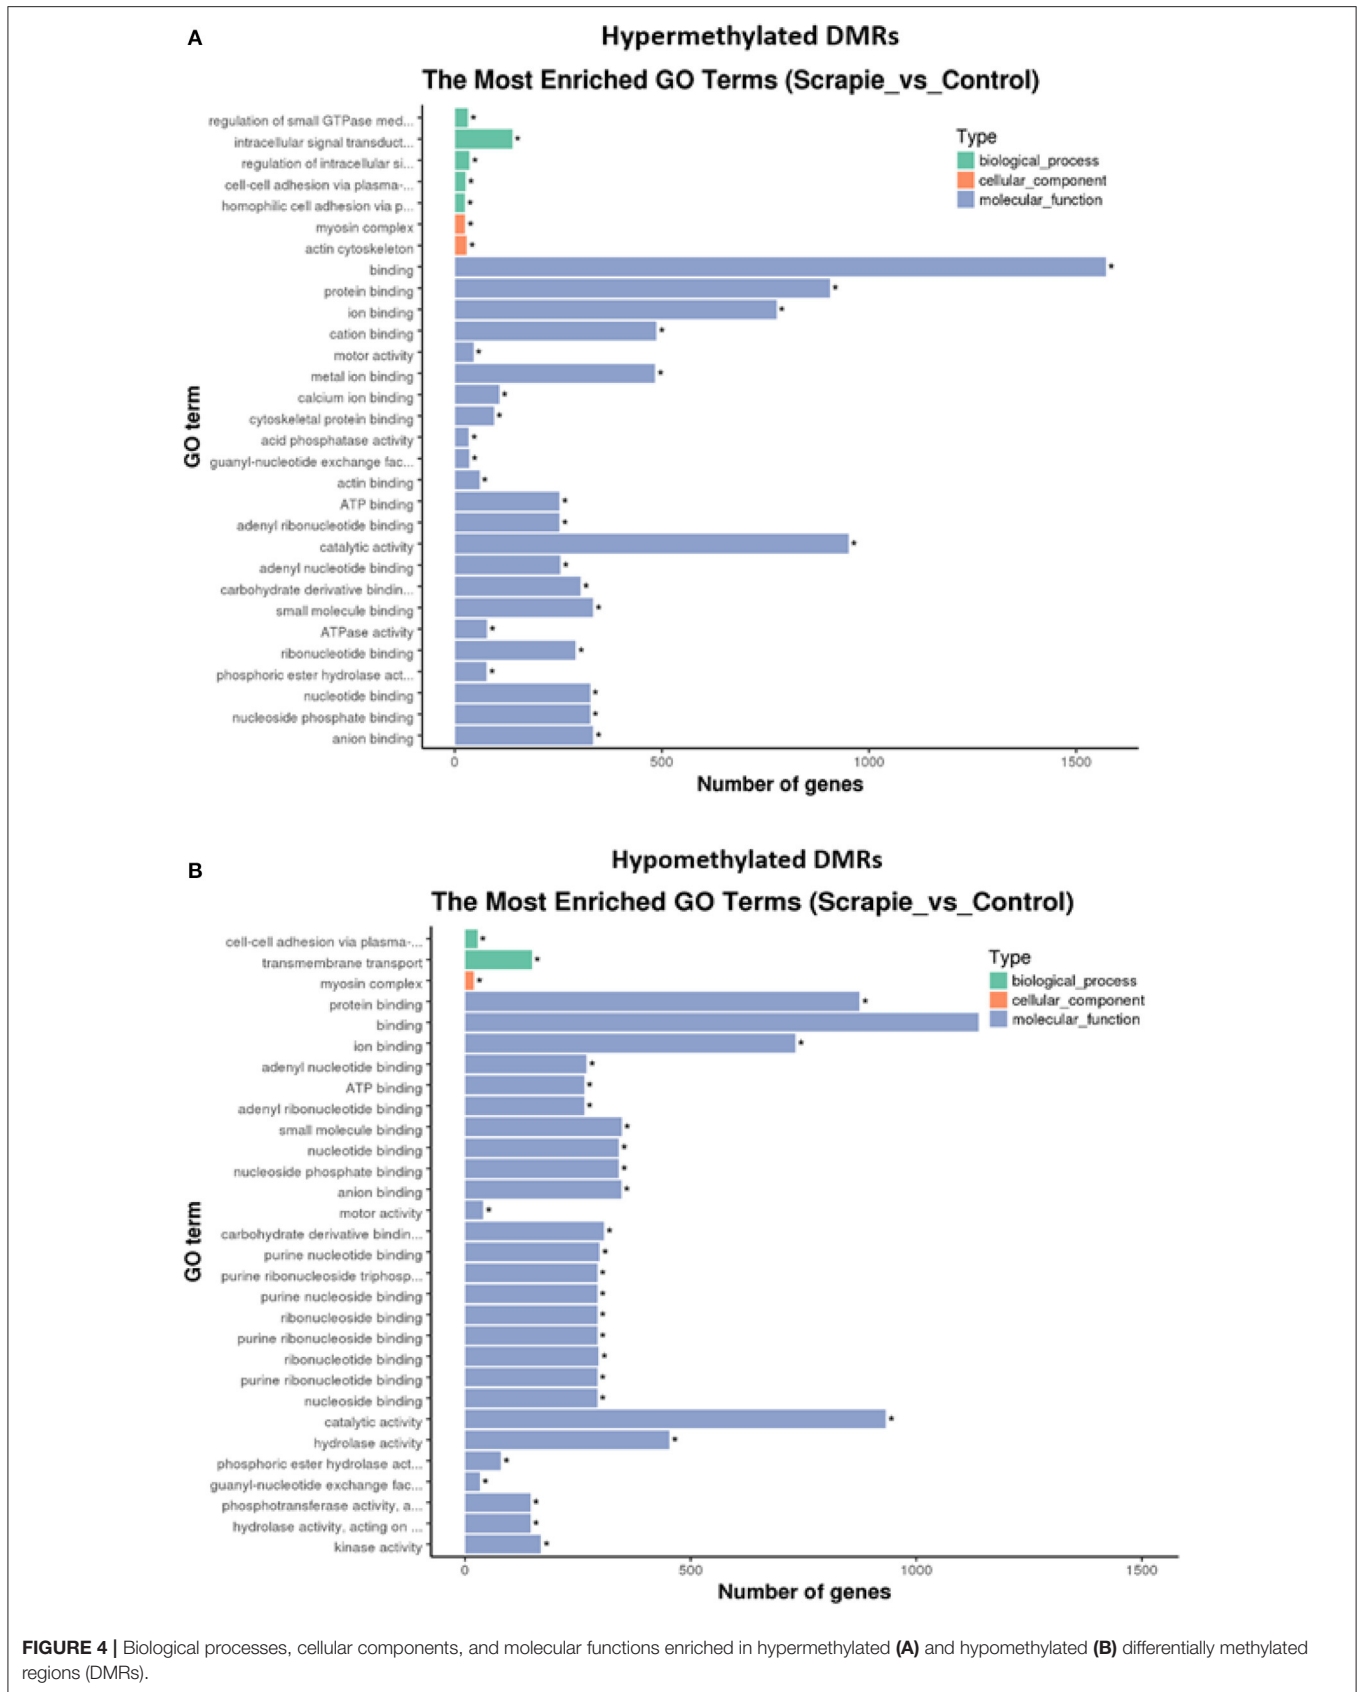 A
Hypermethylated DMRs
The Most Enriched GO Terms (Scrapie_vs_Control)
regulation of small GTPase med...
intracellular signal transduct...
regulation of intracellular si...
cell-cell adhesion via plasma-...
homophilic cell adhesion via p...
myosin complex
actin cytoskeleton
binding
protein binding
ion binding
cation binding
motor activity
metal ion binding
calcium ion binding
cytoskeletal protein binding
acid phosphatase activity
guanyl-nucleotide exchange fac...
actin binding
ATP binding
adenyl ribonucleotide binding
catalytic activity
adenyl nucleotide binding
carbohydrate derivative bindin...
small molecule binding
ATPase activity
ribonucleotide binding
phosphoric ester hydrolase act...
nucleotide binding
nucleoside phosphate binding
anion binding
GO term
Type
biological_process
cellular_component
molecular_function
0 500 1000 1500
Number of genes
B
Hypomethylated DMRs
The Most Enriched GO Terms (Scrapie_vs_Control)
cell-cell adhesion via plasma-...
transmembrane transport
myosin complex
protein binding
binding
ion binding
adenyl nucleotide binding
ATP binding
adenyl ribonucleotide binding
small molecule binding
nucleotide binding
nucleoside phosphate binding
anion binding
motor activity
carbohydrate derivative bindin...
purine nucleotide binding
purine ribonucleoside triphosp...
purine nucleoside binding
ribonucleoside binding
purine ribonucleoside binding
ribonucleotide binding
purine ribonucleotide binding
nucleoside binding
catalytic activity
hydrolase activity
phosphoric ester hydrolase act...
guanyl-nucleotide exchange fac...
phosphotransferase activity, a...
hydrolase activity, acting on ...
kinase activity
GO term
Type
biological_process
cellular_component
molecular_function
0 500 1000 1500
Number of genes
FIGURE 4 | Biological processes, cellular components, and molecular functions enriched in hypermethylated (A) and hypomethylated (B) differentially methylated
regions (DMRs).